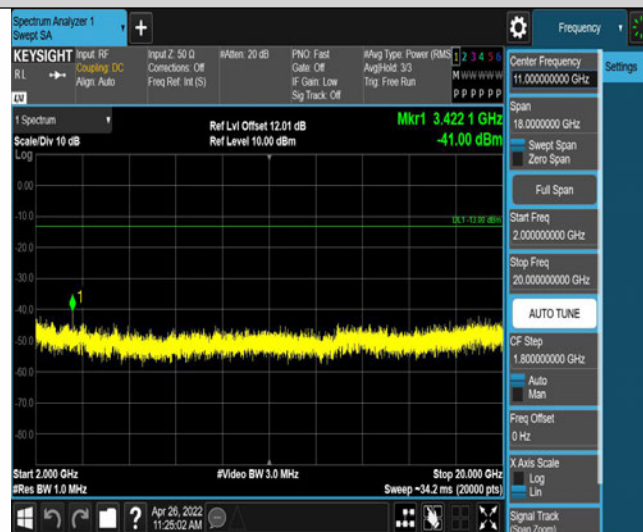 Spectrum Analyzer 1
Swept SA
+
Frequency
KEYSIGHT
RL
LXI
Input: RF
Coupling: DC
Align: Auto
Input Z: 50 Ω
Corrections: Off
Freq Ref: Int (S)
#Atten: 20 dB
PNO: Fast
Gate: Off
IF Gain: Low
Sig Track: Off
#Avg Type: Power (RMS
Avg|Hold: 3/3
Trig: Free Run
1 2 3 4 5 6
M W W W W W
P P P P P P
1 Spectrum
Scale/Div 10 dB
Log
Ref Lvl Offset 12.01 dB
Ref Level 10.00 dBm
Mkr1 3.422 1 GHz
-41.00 dBm
0.00
-10.0
-20.0
-30.0
-40.0
-50.0
-60.0
-70.0
-80.0
DL1 -13.00 dBm
1
Start 2.000 GHz
#Res BW 1.0 MHz
#Video BW 3.0 MHz
Stop 20.000 GHz
Sweep ~34.2 ms (20000 pts)
Apr 26, 2022
11:25:02 AM
Center Frequency
11.000000000 GHz
Settings
Span
18.0000000 GHz
Swept Span
Zero Span
Full Span
Start Freq
2.000000000 GHz
Stop Freq
20.000000000 GHz
AUTO TUNE
CF Step
1.800000000 GHz
Auto
Man
Freq Offset
0 Hz
X Axis Scale
Log
Lin
Signal Track
(Span Zoom)